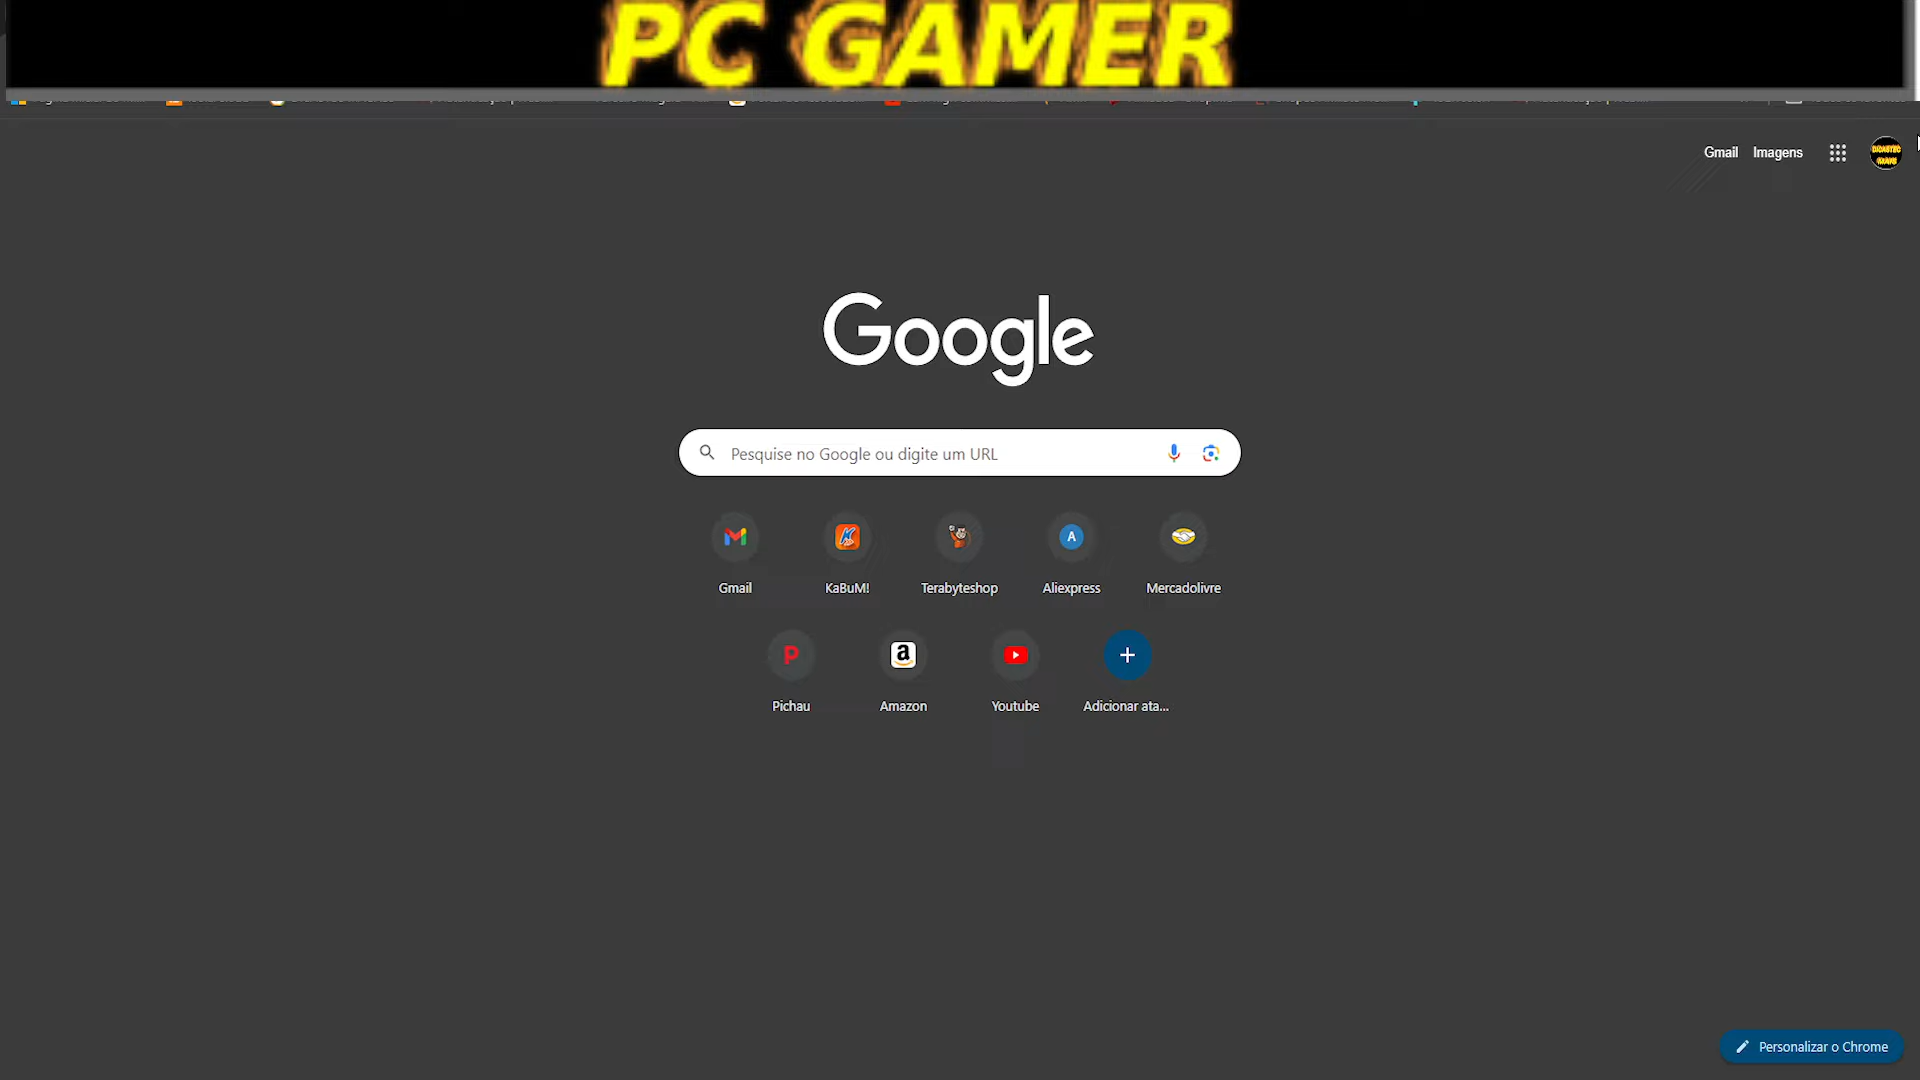 PC GAMER
Gmail Imagens
Google
Pesquise no Google ou digite um URL
A
Gmail KaBuM! Terabyteshop Aliexpress Mercadolivre
Pichau Amazon Youtube Adicionar ata...
Personalizar o Chrome